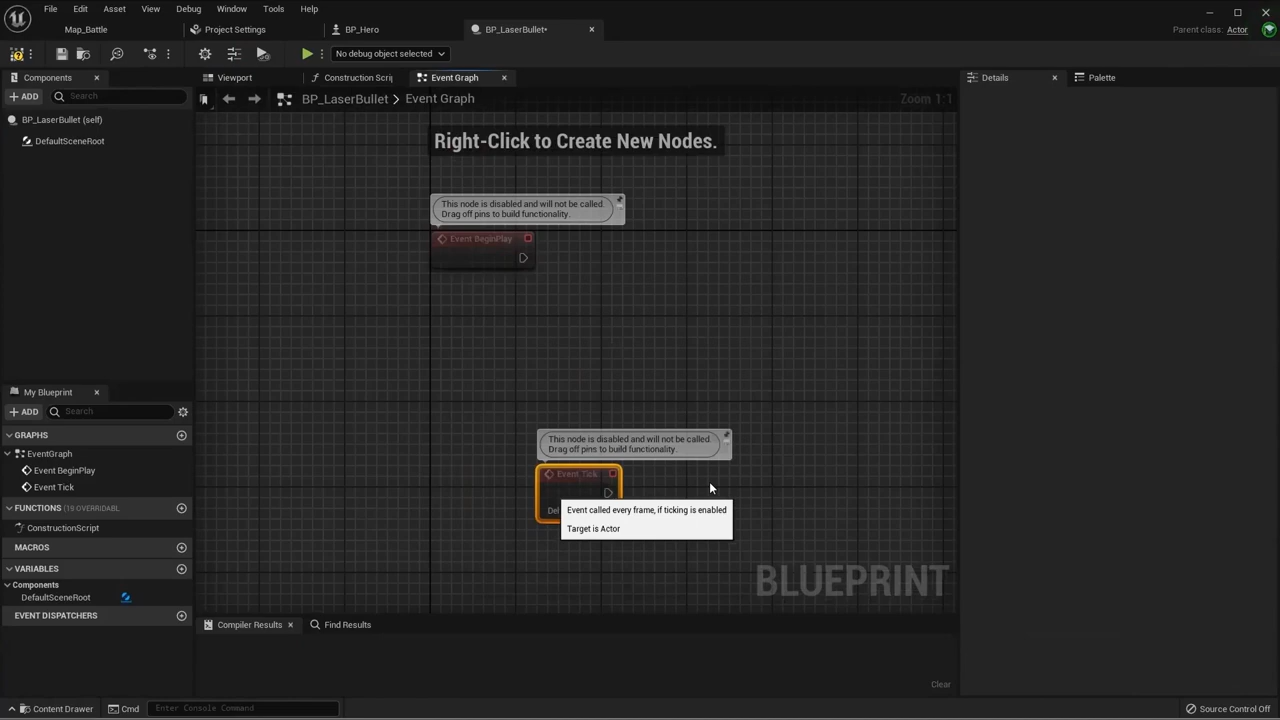 File Edit Asset View Debug Window Tools Help
Map_Battle Project Settings BP_Hero BP_LaserBullet• Parent class: Actor
No debug object selected
Components Viewport Construction Scrip Event Graph Details Palette
ADD Search
BP_LaserBullet > Event Graph Zoom 1:1
BP_LaserBullet (self)
DefaultSceneRoot
Right-Click to Create New Nodes.
This node is disabled and will not be called.
Drag off pins to build functionality.
Event BeginPlay
My Blueprint
ADD Search
GRAPHS
EventGraph
Event BeginPlay
Event Tick
FUNCTIONS (19 OVERRIDABL
ConstructionScript
MACROS
VARIABLES
Components
DefaultSceneRoot
EVENT DISPATCHERS
This node is disabled and will not be called.
Drag off pins to build functionality.
Event Tick
Del
Event called every frame, if ticking is enabled
Target is Actor
BLUEPRINT
Compiler Results Find Results
Clear
Content Drawer Cmd Enter Console Command Source Control Off